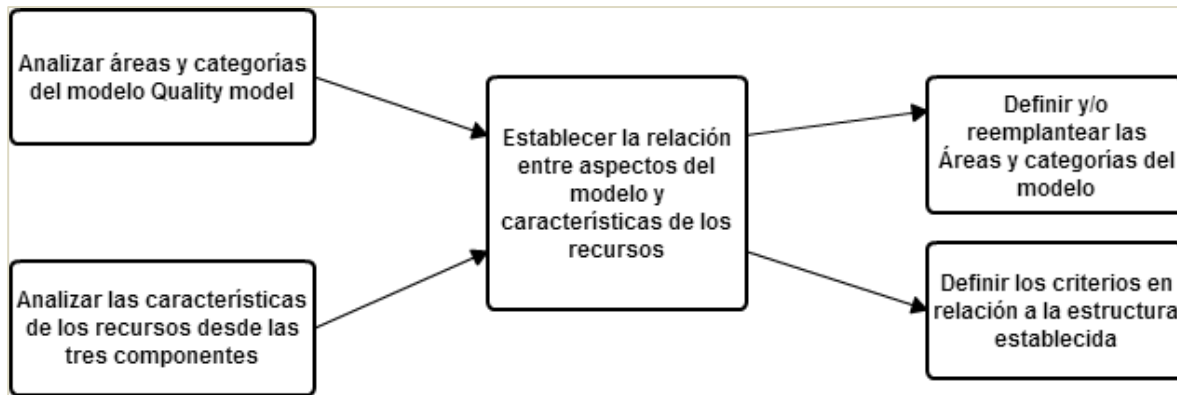 Analizar áreas y categorías
del modelo Quality model
Analizar las características
de los recursos desde las
tres componentes
Establecer la relación
entre aspectos del
modelo y
características de los
recursos
Definir y/o
reemplantear las
Áreas y categorías del
modelo
Definir los criterios en
relación a la estructura
establecida